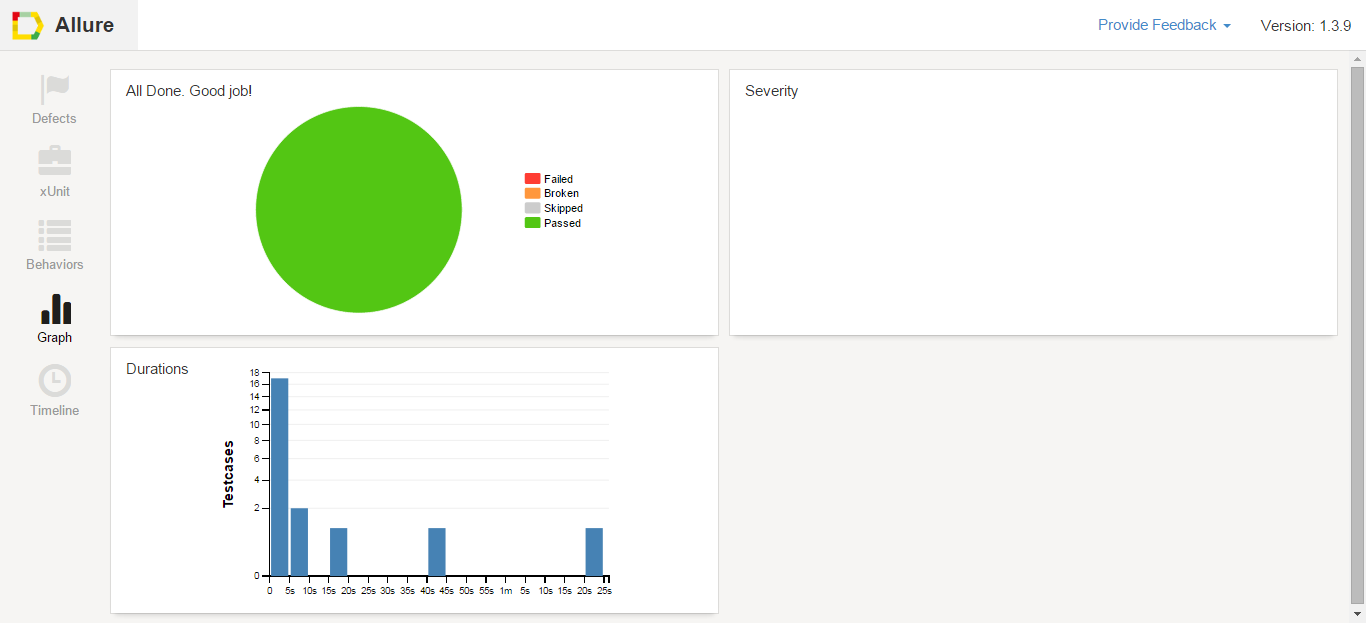 Allure
Provide Feedback
Version: 1.3.9
Defects
xUnit
Behaviors
Graph
Timeline
All Done. Good job!
Failed
Broken
Skipped
Passed
Severity
Durations
Testcases
18
16
14
12
10
8
6
4
2
0
0 5s 10s 15s 20s 25s 30s 35s 40s 45s 50s 55s 1m 5s 10s 15s 20s 25s